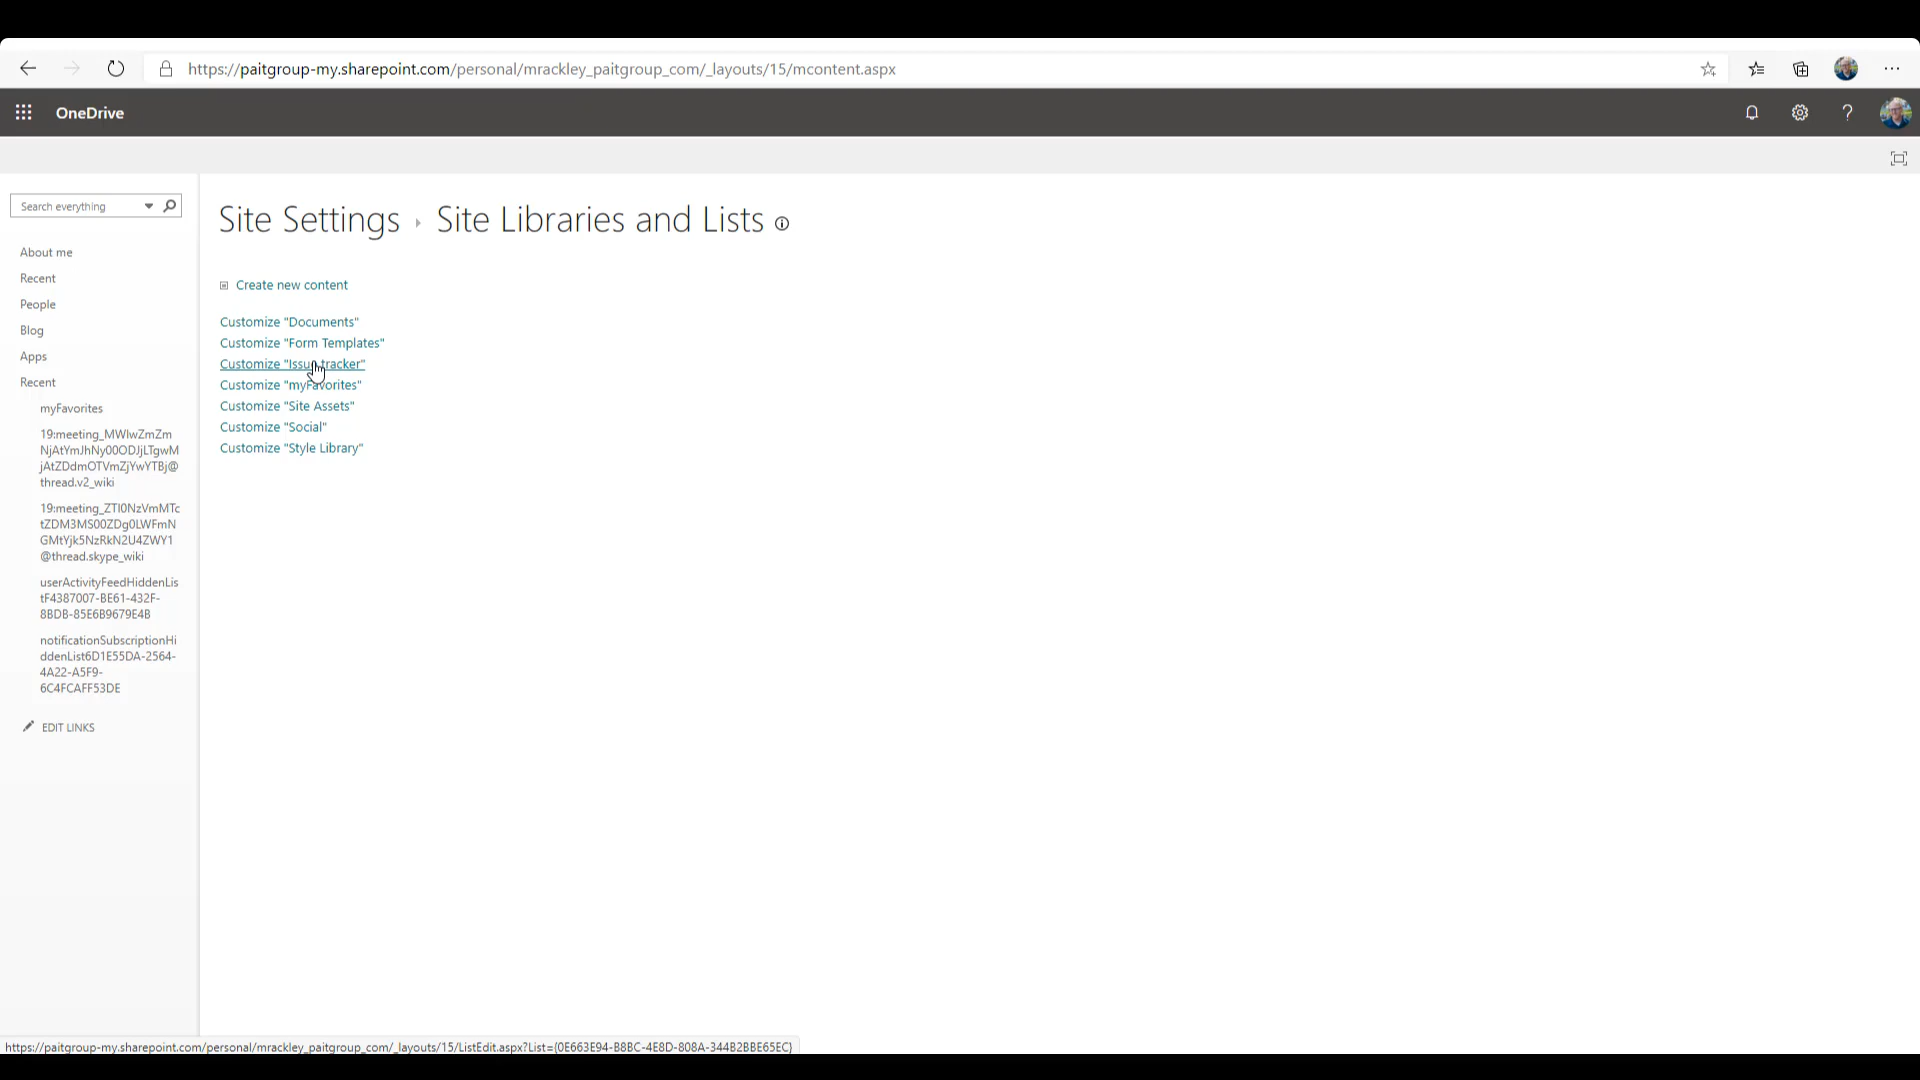 https://paitgroup-my.sharepoint.com/personal/mrackley_paitgroup_com/_layouts/15/mcontent.aspx
OneDrive
Search everything
Site Settings › Site Libraries and Lists
About me
Recent
People
Blog
Apps
Recent
myFavorites
19:meeting_MWIwZmZm
NjAtYmJhNy00ODJjLTgwM
jAtZDdmOTVmZjYwYTBj@
thread.v2_wiki
19:meeting_ZTI0NzVmMTc
tZDM3MS00ZDg0LWFmN
GMtYjk5NzRkN2U4ZWY1
@thread.skype_wiki
userActivityFeedHiddenLis
tF4387007-BE61-432F-
8BDB-85E6B9679E4B
notificationSubscriptionHi
ddenList6D1E55DA-2564-
4A22-A5F9-
6C4FCAFF53DE
EDIT LINKS
Create new content
Customize "Documents"
Customize "Form Templates"
Customize "Issue tracker"
Customize "myFavorites"
Customize "Site Assets"
Customize "Social"
Customize "Style Library"
https://paitgroup-my.sharepoint.com/personal/mrackley_paitgroup_com/_layouts/15/ListEdit.aspx?List={0E663E94-B8BC-4E8D-808A-344B2BBE65EC}